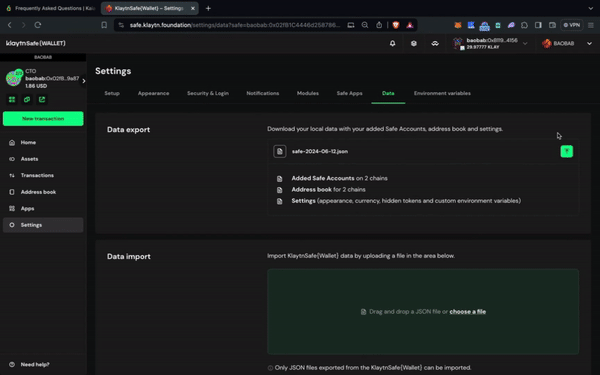 Frequently Asked Questions | Kaia
KlaytnSafe{Wallet} – Settings
safe.klaytn.foundation/settings/data?safe=baobab:0x02f81C4446d258786...
VPN
klaytnSafe{WALLET}
baobab:0x8119...4156
29.97777 KLAY
BAOBAB
BAOBAB
CTO
baobab:0x02f8...9a87
1.86 USD
New transaction
Home
Assets
Transactions
Address book
Apps
Settings
Need help?
Settings
Setup
Appearance
Security & Login
Notifications
Modules
Safe Apps
Data
Environment variables
Data export
Download your local data with your added Safe Accounts, address book and settings.
safe-2024-06-12.json
Added Safe Accounts on 2 chains
Address book for 2 chains
Settings (appearance, currency, hidden tokens and custom environment variables)
Data import
Import KlaytnSafe{Wallet} data by uploading a file in the area below.
Drag and drop a JSON file or choose a file
Only JSON files exported from the KlaytnSafe{Wallet} can be imported.